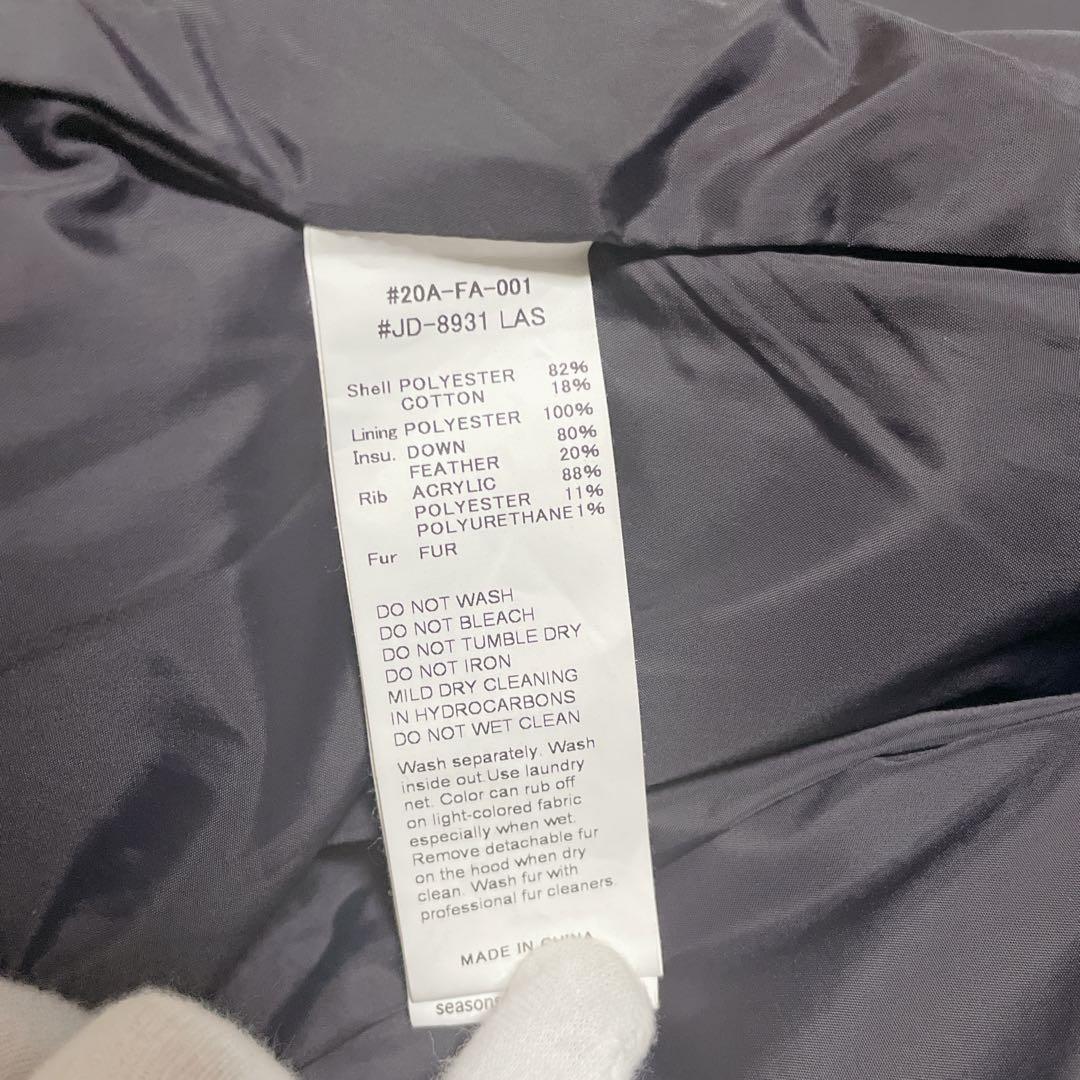 #20A-FA-001
#JD-8931 LAS
Shell POLYESTER 82%
COTTON 18%
Lining POLYESTER 100%
Insu. DOWN 80%
FEATHER 20%
Rib ACRYLIC 88%
POLYESTER 11%
POLYURETHANE 1%
Fur FUR
DO NOT WASH
DO NOT BLEACH
DO NOT TUMBLE DRY
DO NOT IRON
MILD DRY CLEANING
IN HYDROCARBONS
DO NOT WET CLEAN
Wash separately. Wash
inside out.Use laundry
net. Color can rub off
on light-colored fabric
especially when wet.
Remove detachable fur
on the hood when dry
clean. Wash fur with
professional fur cleaners.
MADE IN